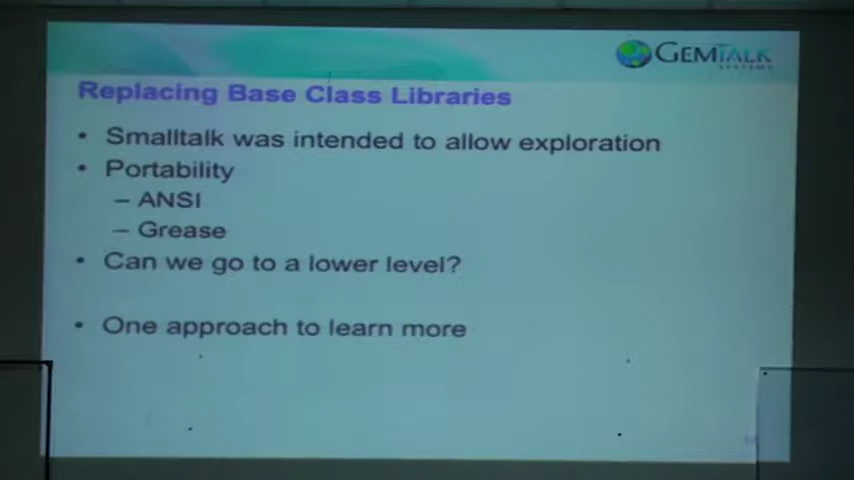 GEMTALK
SYSTEMS
Replacing Base Class Libraries
• Smalltalk was intended to allow exploration
• Portability
– ANSI
– Grease
• Can we go to a lower level?
• One approach to learn more